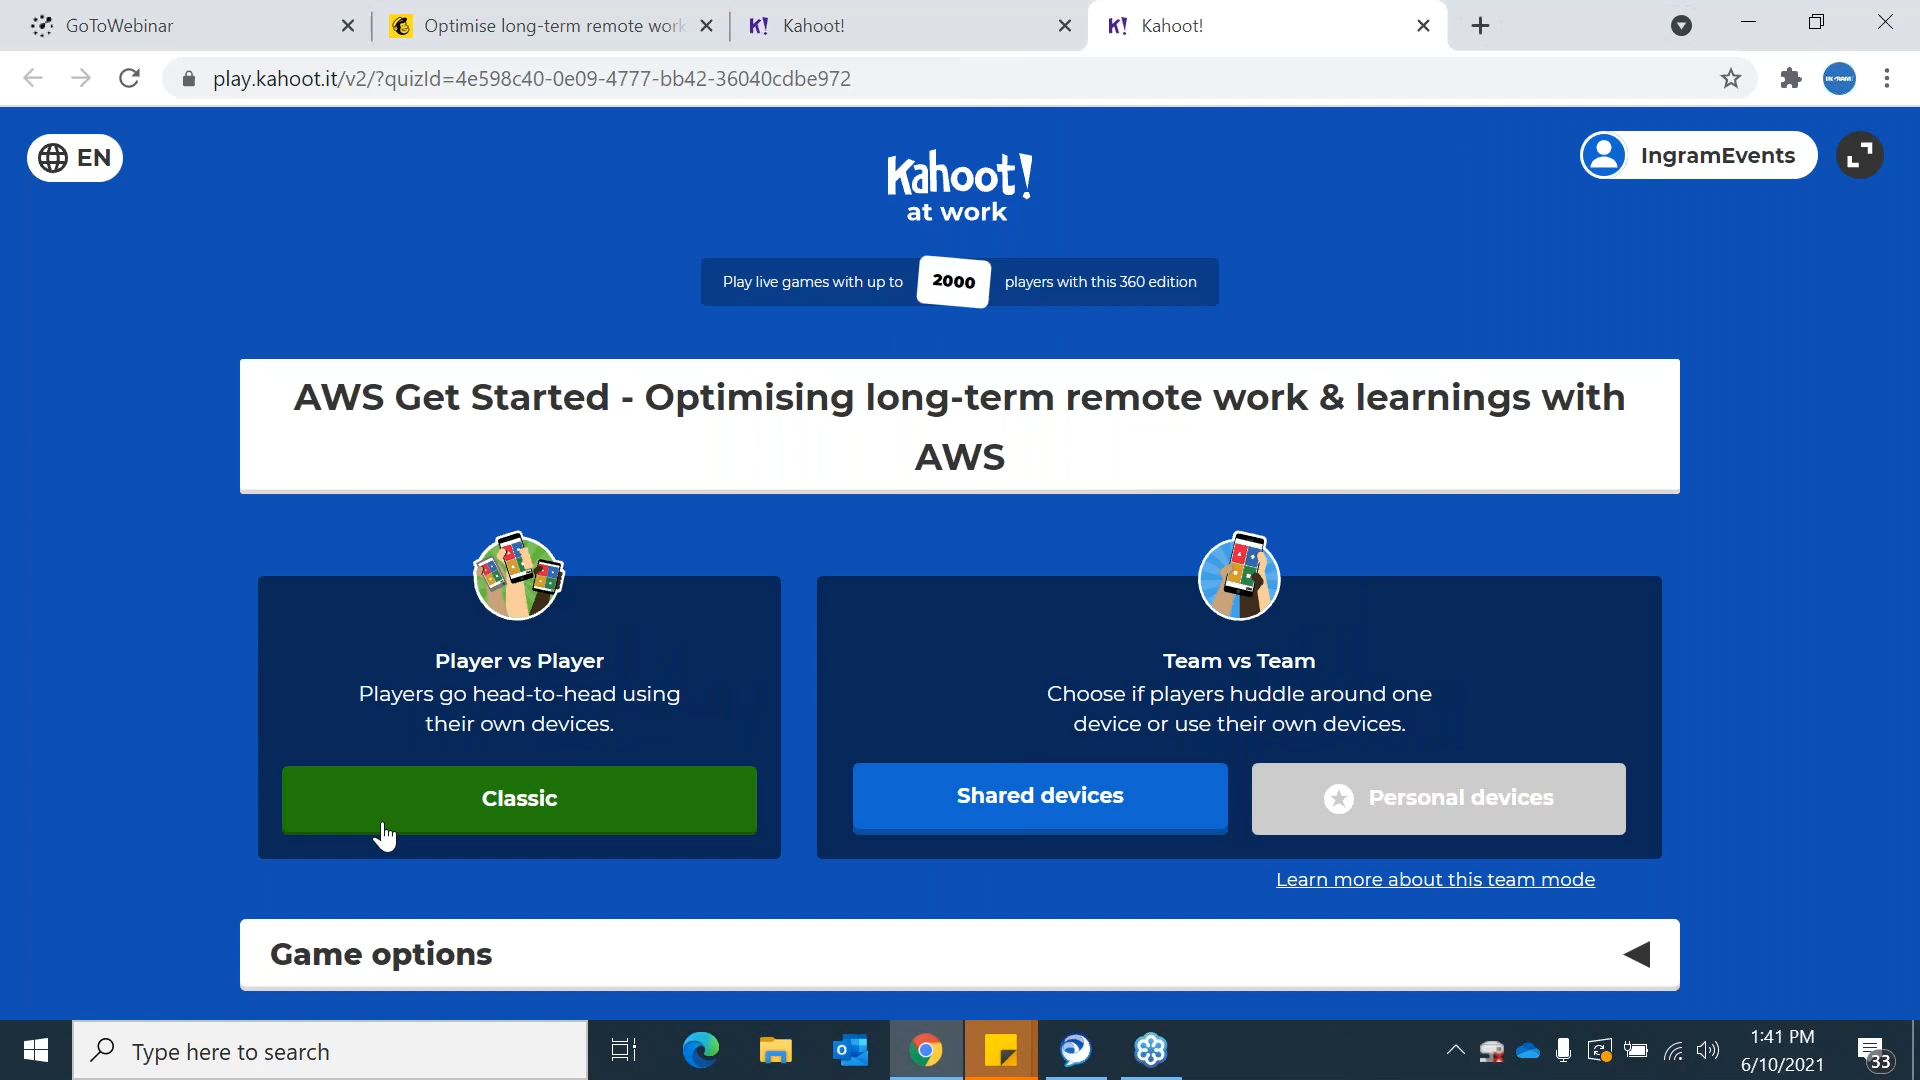 GoToWebinar
Optimise long-term remote work
Kahoot!
Kahoot!
play.kahoot.it/v2/?quizId=4e598c40-0e09-4777-bb42-36040cdbe972
EN
Kahoot!
at work
IngramEvents
Play live games with up to 2000 players with this 360 edition
AWS Get Started - Optimising long-term remote work & learnings with
AWS
Player vs Player
Players go head-to-head using
their own devices.
Classic
Team vs Team
Choose if players huddle around one
device or use their own devices.
Shared devices
Personal devices
Learn more about this team mode
Game options
Type here to search
1:41 PM
6/10/2021
33